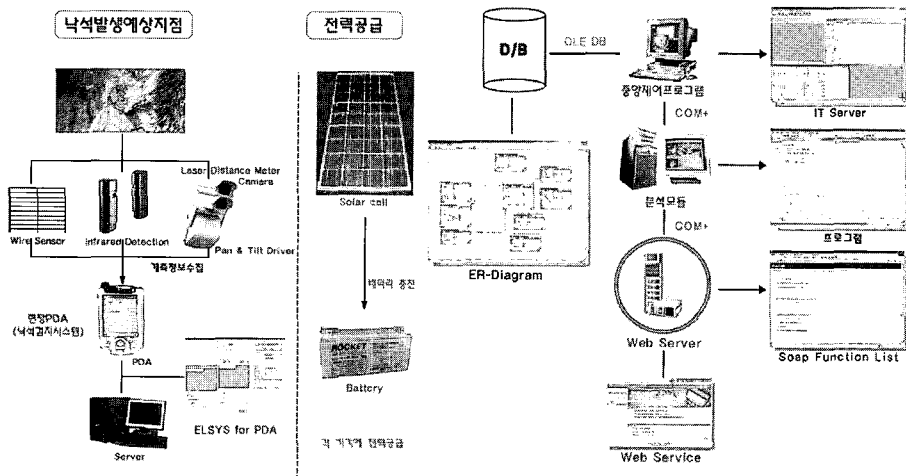 낙석발생예상지점
Wire Sensor
Infrared Detection
Laser Distance Meter
Camera
Pan & Tilt Driver
계측정보수집
현장PDA
(낙석감지시스템)
PDA
ELSYS for PDA
Server
전력공급
Solar cell
배터리 충전
ROCKET
Battery
각 기기에 전력공급
D/B
OLE DB
ER-Diagram
중앙제어프로그램
COM+
분석모듈
COM+
Web Server
Web Service
IT Server
프로그램
Soap Function List